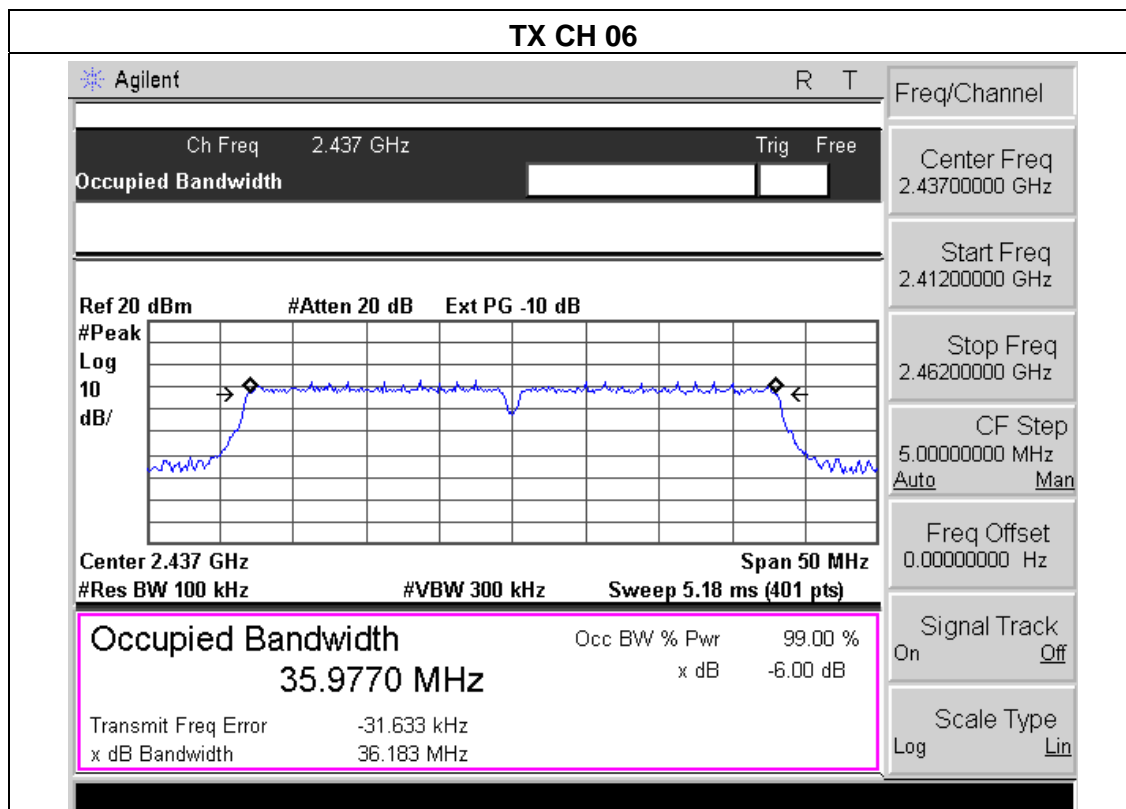 TX CH 06
Agilent R T
Ch Freq 2.437 GHz Trig Free
Occupied Bandwidth
Ref 20 dBm #Atten 20 dB Ext PG -10 dB
#Peak
Log
10
dB/
Center 2.437 GHz Span 50 MHz
#Res BW 100 kHz #VBW 300 kHz Sweep 5.18 ms (401 pts)
Occupied Bandwidth Occ BW % Pwr 99.00 %
35.9770 MHz x dB -6.00 dB
Transmit Freq Error -31.633 kHz
x dB Bandwidth 36.183 MHz
Freq/Channel
Center Freq
2.43700000 GHz
Start Freq
2.41200000 GHz
Stop Freq
2.46200000 GHz
CF Step
5.00000000 MHz
Auto Man
Freq Offset
0.00000000 Hz
Signal Track
On Off
Scale Type
Log Lin